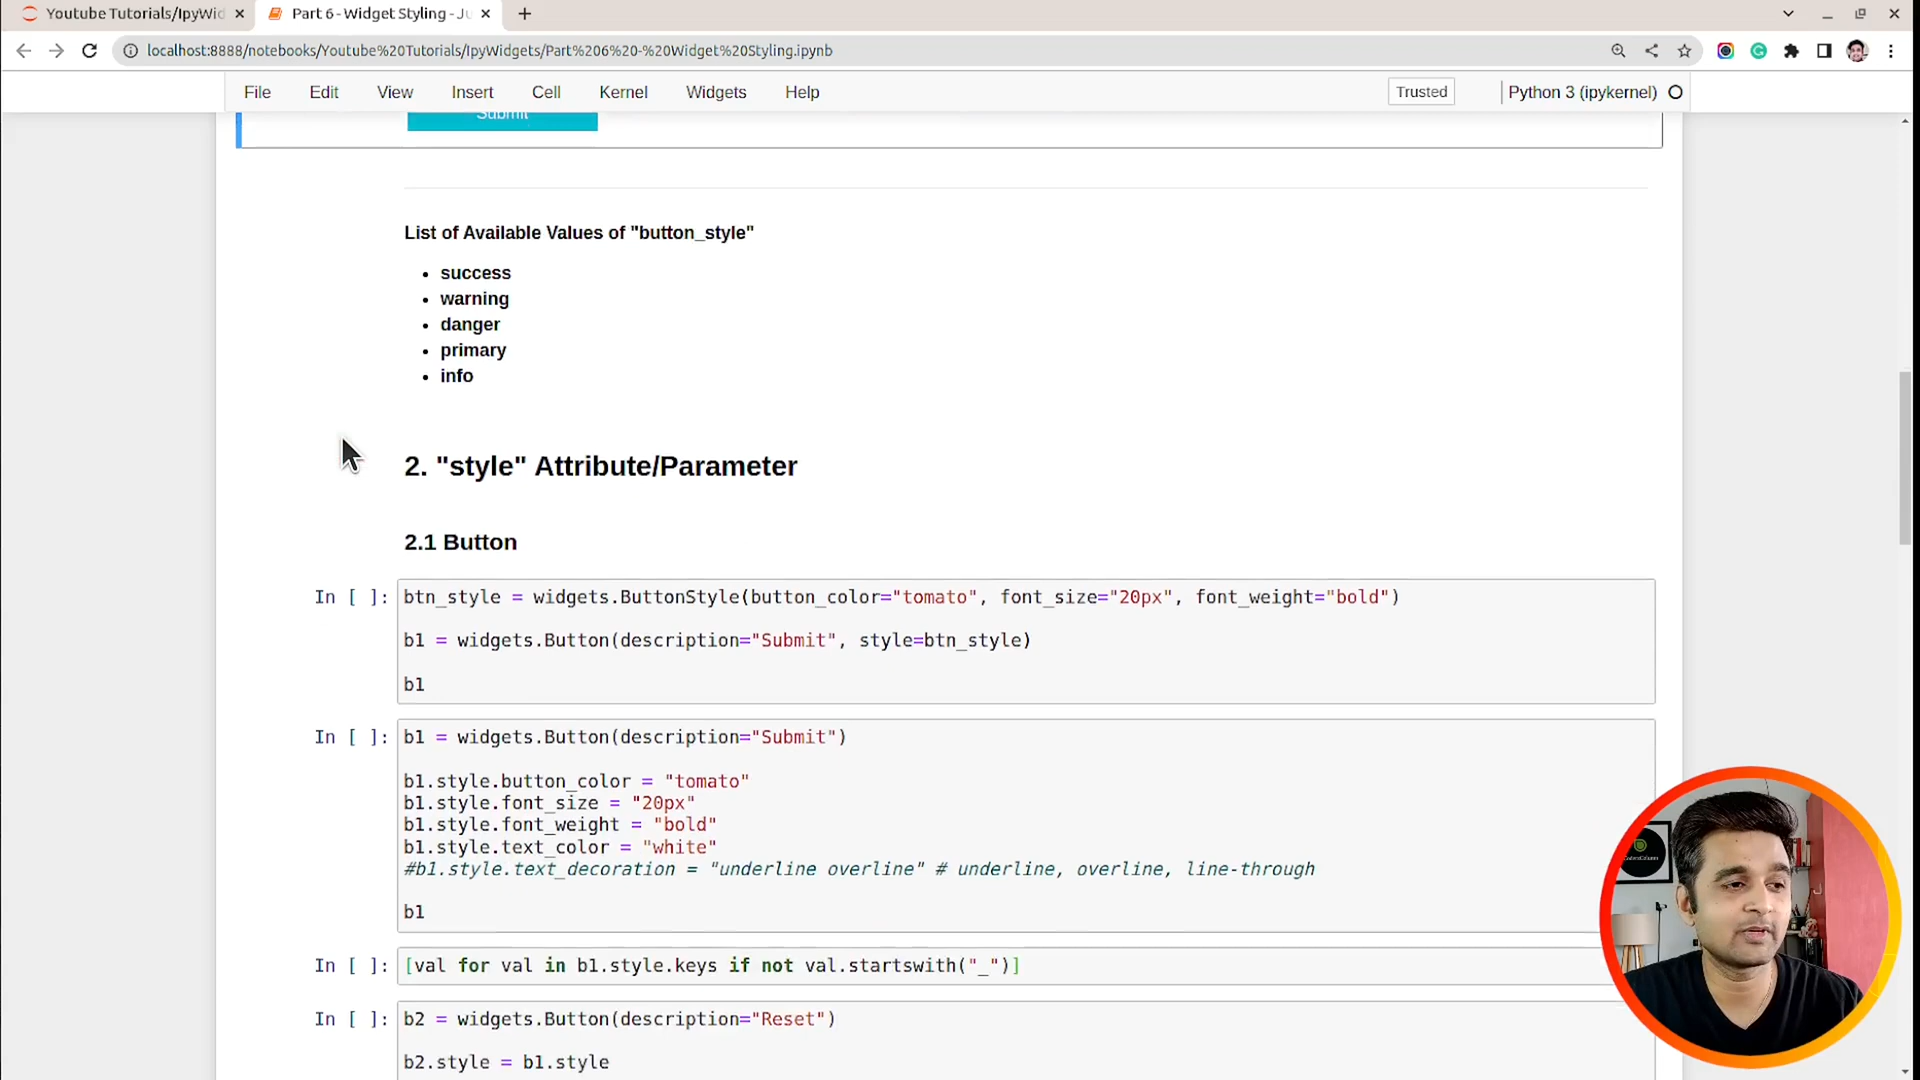 Youtube Tutorials/IpyWid
Part 6 - Widget Styling - Ju
localhost:8888/notebooks/Youtube%20Tutorials/IpyWidgets/Part%206%20-%20Widget%20Styling.ipynb
File Edit View Insert Cell Kernel Widgets Help Trusted Python 3 (ipykernel)
Submit
List of Available Values of "button_style"
• success
• warning
• danger
• primary
• info
2. "style" Attribute/Parameter
2.1 Button
In [ ]: btn_style = widgets.ButtonStyle(button_color="tomato", font_size="20px", font_weight="bold")
b1 = widgets.Button(description="Submit", style=btn_style)
b1
In [ ]: b1 = widgets.Button(description="Submit")
b1.style.button_color = "tomato"
b1.style.font_size = "20px"
b1.style.font_weight = "bold"
b1.style.text_color = "white"
#b1.style.text_decoration = "underline overline" # underline, overline, line-through
b1
In [ ]: [val for val in b1.style.keys if not val.startswith("_")]
In [ ]: b2 = widgets.Button(description="Reset")
b2.style = b1.style